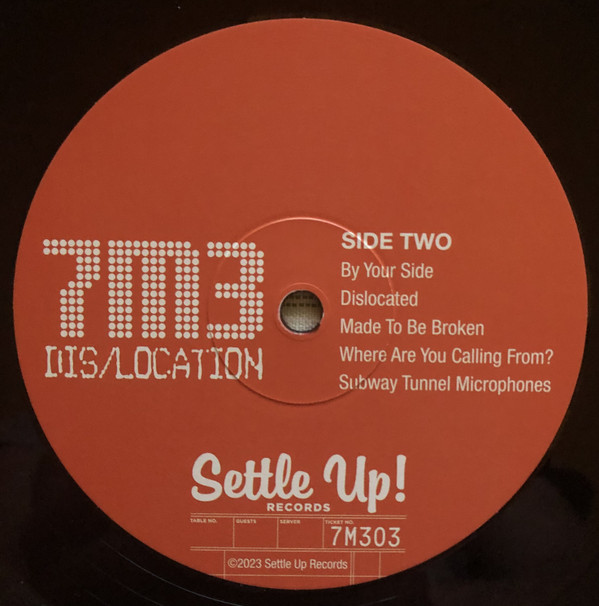 7M3
DIS/LOCATION
SIDE TWO
By Your Side
Dislocated
Made To Be Broken
Where Are You Calling From?
Subway Tunnel Microphones
Settle Up!
RECORDS
TABLE NO. GUESTS SERVER TICKET NO.
7M303
©2023 Settle Up Records